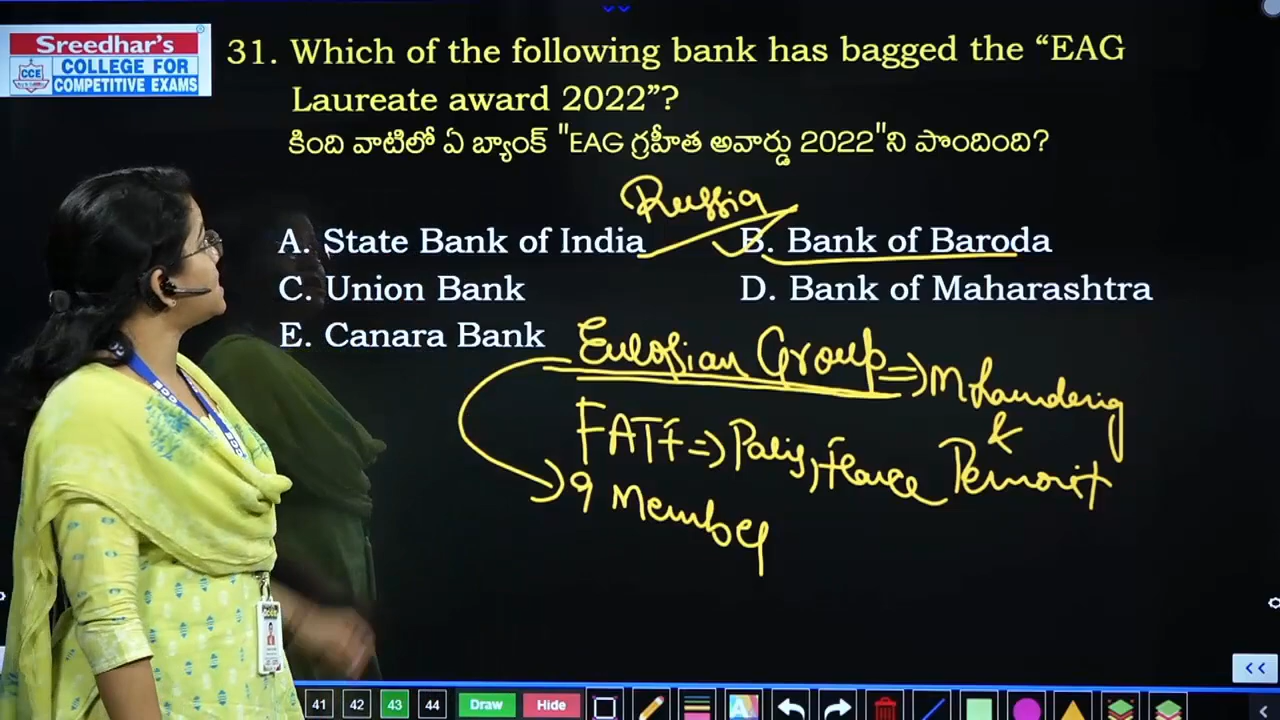 Sreedhar's
CCE
COLLEGE FOR
COMPETITIVE EXAMS
31. Which of the following bank has bagged the “EAG
Laureate award 2022”?
కింది వాటిలో ఏ బ్యాంక్ "EAG గ్రహీత అవార్డు 2022"ని పొందింది?
Russia
A. State Bank of India
B. Bank of Baroda
C. Union Bank
D. Bank of Maharashtra
E. Canara Bank
Eurosian Group => M Laundering
&
FATF => Paris, France Terrorist
9 Member
CCE
41 42 43 44 Draw Hide